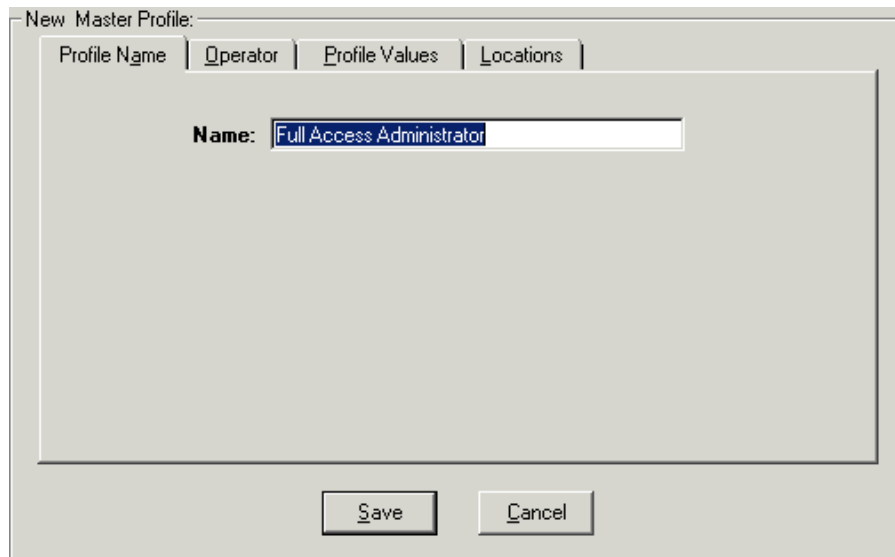 New Master Profile:
Profile Name Operator Profile Values Locations
Name: Full Access Administrator
Save Cancel